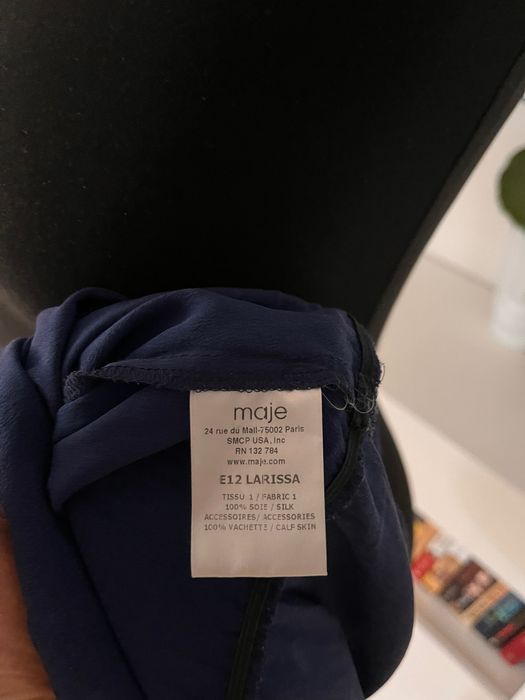 maje
24 rue du Mail-75002 Paris
SMCP USA, Inc
RN 132 784
www.maje.com
E12 LARISSA
TISSU 1 / FABRIC 1
100% SOIE / SILK
ACCESSOIRES/ ACCESSORIES
100% VACHETTE / CALF SKIN